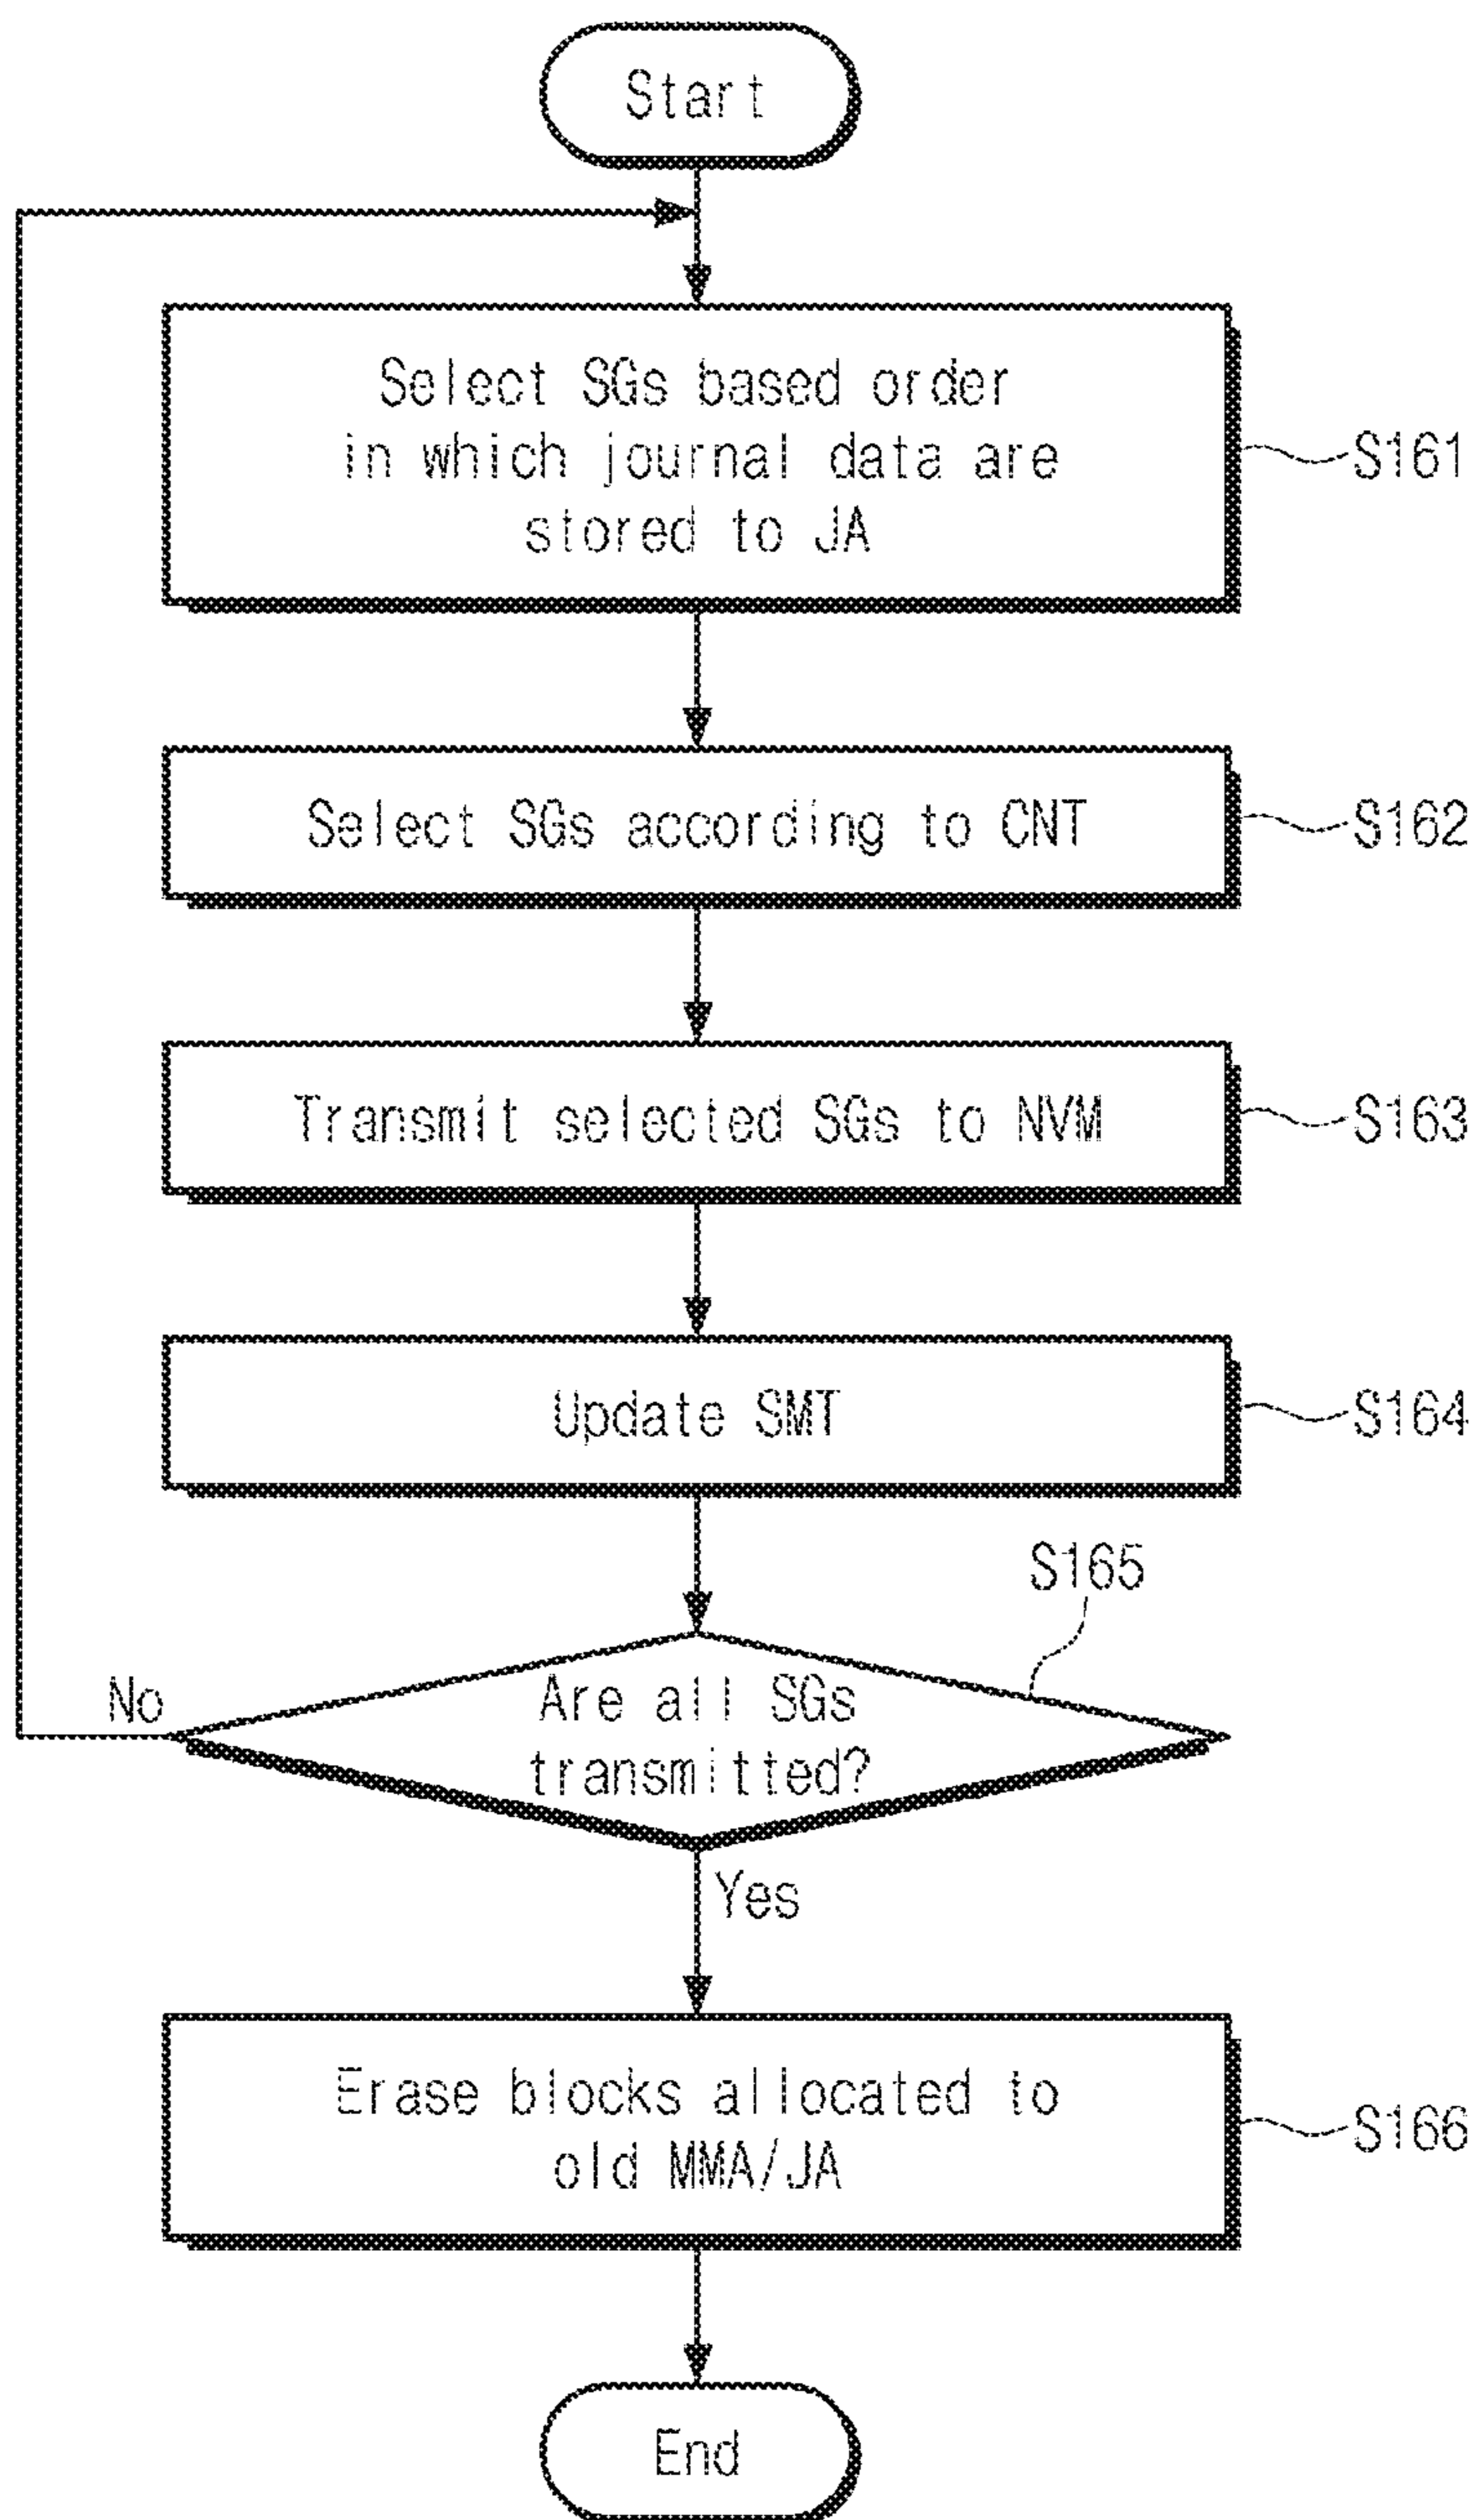 Start
Select SGs based order
in which journal data are
stored to JA
S161
Select SGs according to CNT
S162
Transmit selected SGs to NVM
S163
Update SMT
S164
S165
No
Are all SGs
transmitted?
Yes
Erase blocks allocated to
old MMA/JA
S166
End